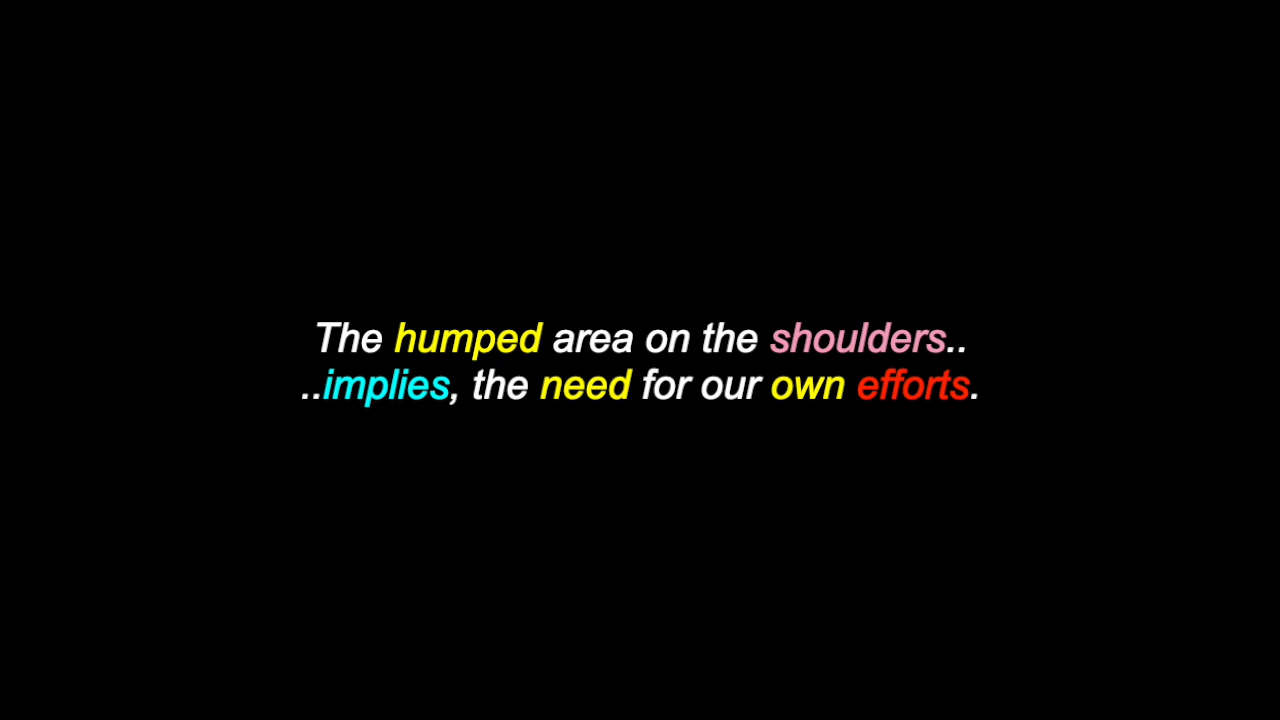 The humped area on the shoulders..
..implies, the need for our own efforts.